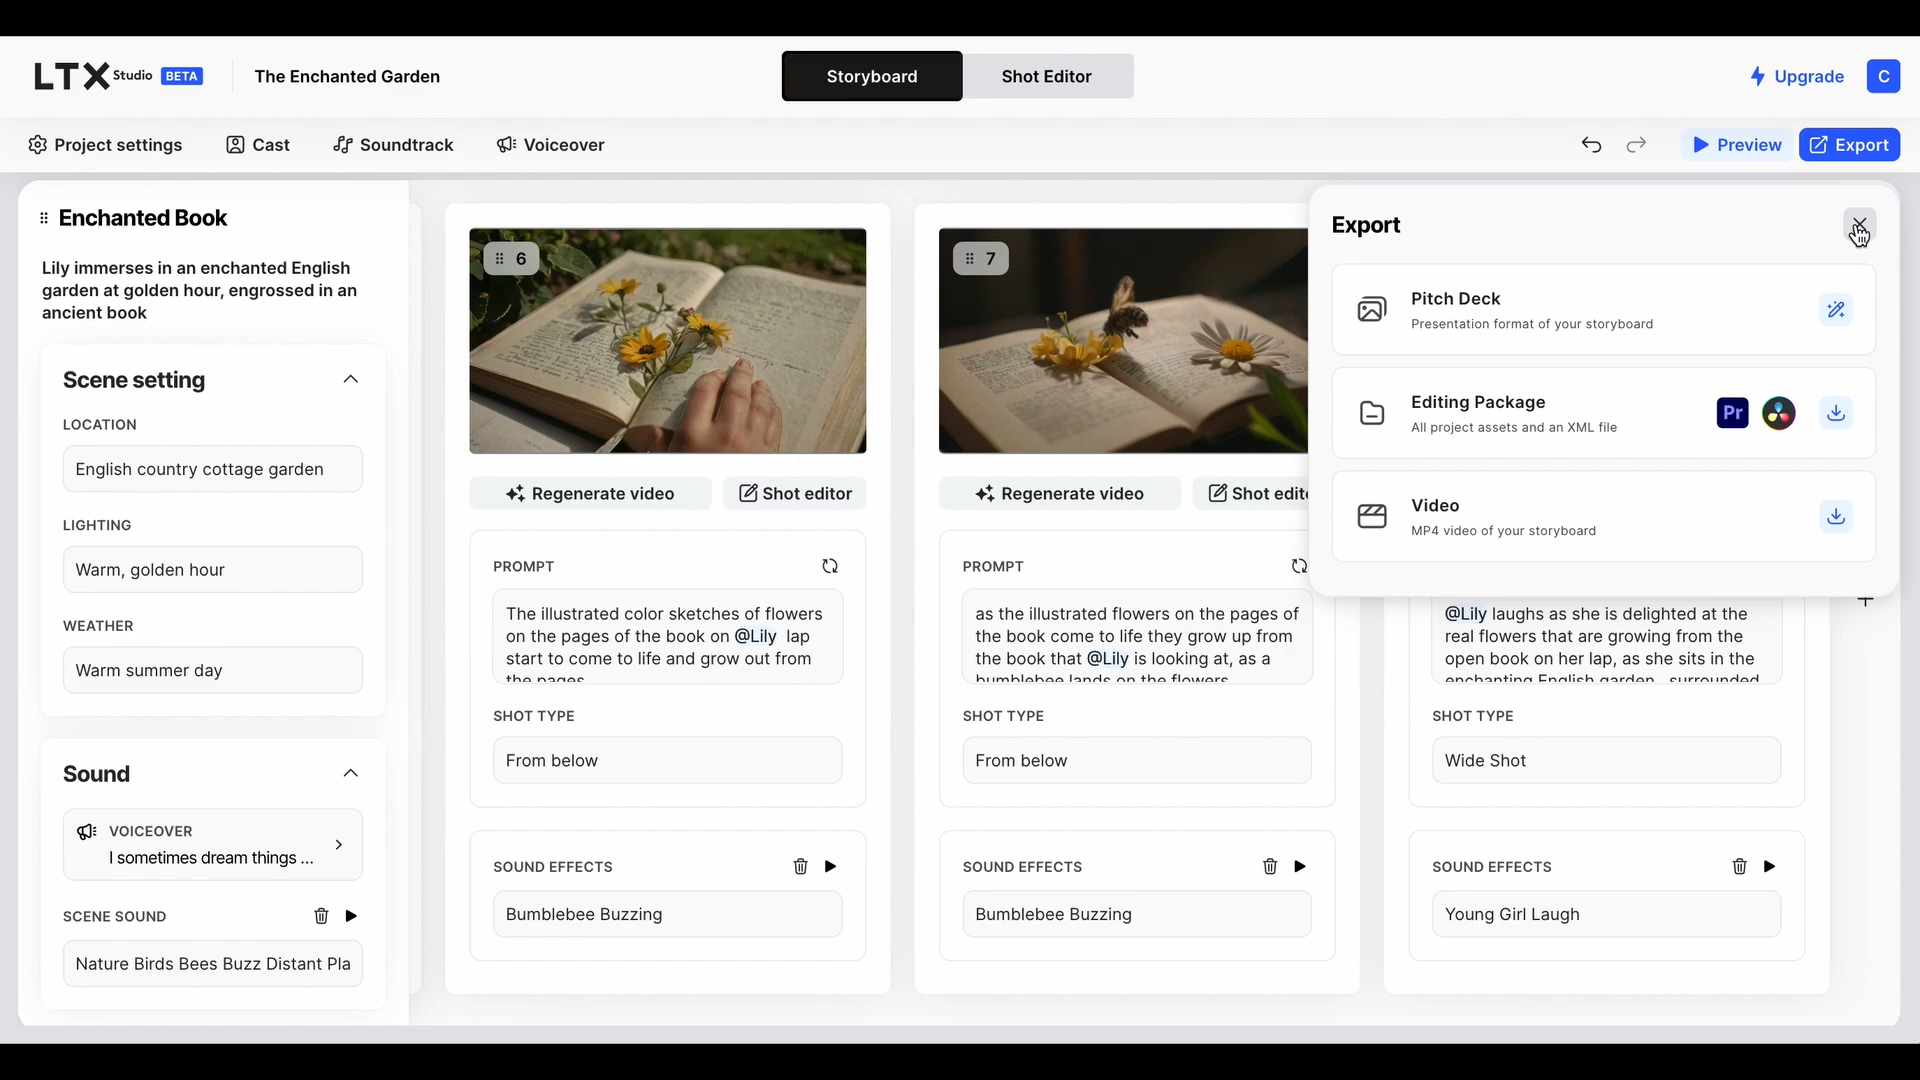 LTX Studio BETA
The Enchanted Garden
Storyboard
Shot Editor
Upgrade
C
Project settings
Cast
Soundtrack
Voiceover
Preview
Export
Enchanted Book
Lily immerses in an enchanted English
garden at golden hour, engrossed in an
ancient book
Scene setting
LOCATION
English country cottage garden
LIGHTING
Warm, golden hour
WEATHER
Warm summer day
Sound
VOICEOVER
I sometimes dream things ...
SCENE SOUND
Nature Birds Bees Buzz Distant Pla
6
Regenerate video
Shot editor
PROMPT
The illustrated color sketches of flowers
on the pages of the book on @Lily lap
start to come to life and grow out from
the pages
SHOT TYPE
From below
SOUND EFFECTS
Bumblebee Buzzing
7
Regenerate video
Shot edit
PROMPT
as the illustrated flowers on the pages of
the book come to life they grow up from
the book that @Lily is looking at, as a
bumblebee lands on the flowers
SHOT TYPE
From below
SOUND EFFECTS
Bumblebee Buzzing
Export
Pitch Deck
Presentation format of your storyboard
Editing Package
All project assets and an XML file
Pr
Video
MP4 video of your storyboard
@Lily laughs as she is delighted at the
real flowers that are growing from the
open book on her lap, as she sits in the
enchanting English garden, surrounded
SHOT TYPE
Wide Shot
SOUND EFFECTS
Young Girl Laugh